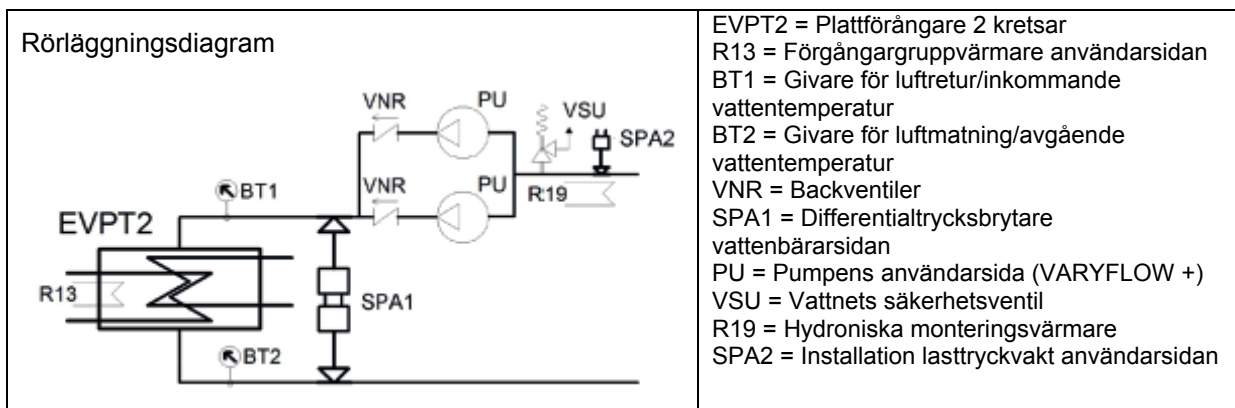 Rörläggningsdiagram
VNR
PU
VSU
SPA2
VNR
PU
R19
BT1
EVPT2
R13
SPA1
BT2
EVPT2 = Plattförångare 2 kretsar
R13 = Förgångargruppvärmare användarsidan
BT1 = Givare för luftretur/inkommande
vattentemperatur
BT2 = Givare för luftmatning/avgående
vattentemperatur
VNR = Backventiler
SPA1 = Differentialtrycksbrytare
vattenbärarsidan
PU = Pumpens användarsida (VARYFLOW +)
VSU = Vattnets säkerhetsventil
R19 = Hydroniska monteringsvärmare
SPA2 = Installation lasttryckvakt användarsidan